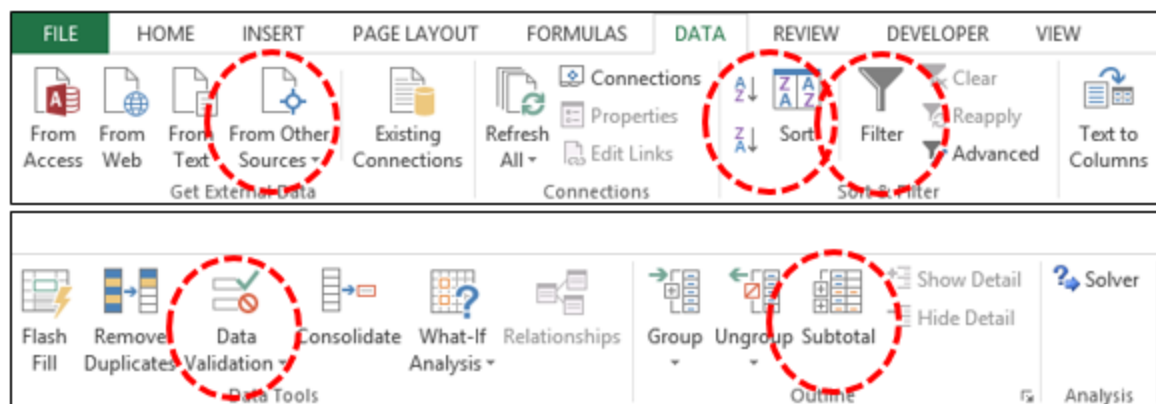 FILE HOME INSERT PAGE LAYOUT FORMULAS DATA REVIEW DEVELOPER VIEW
From Access
From Web
From Text
From Other Sources
Existing Connections
Refresh All
Connections
Properties
Edit Links
Sort
Filter
Clear
Reapply
Advanced
Text to Columns
Get External Data
Connections
Sort & Filter
Flash Fill
Remove Duplicates
Data Validation
Consolidate
What-If Analysis
Relationships
Group
Ungroup
Subtotal
Show Detail
Hide Detail
Solver
Data Tools
Outline
Analysis